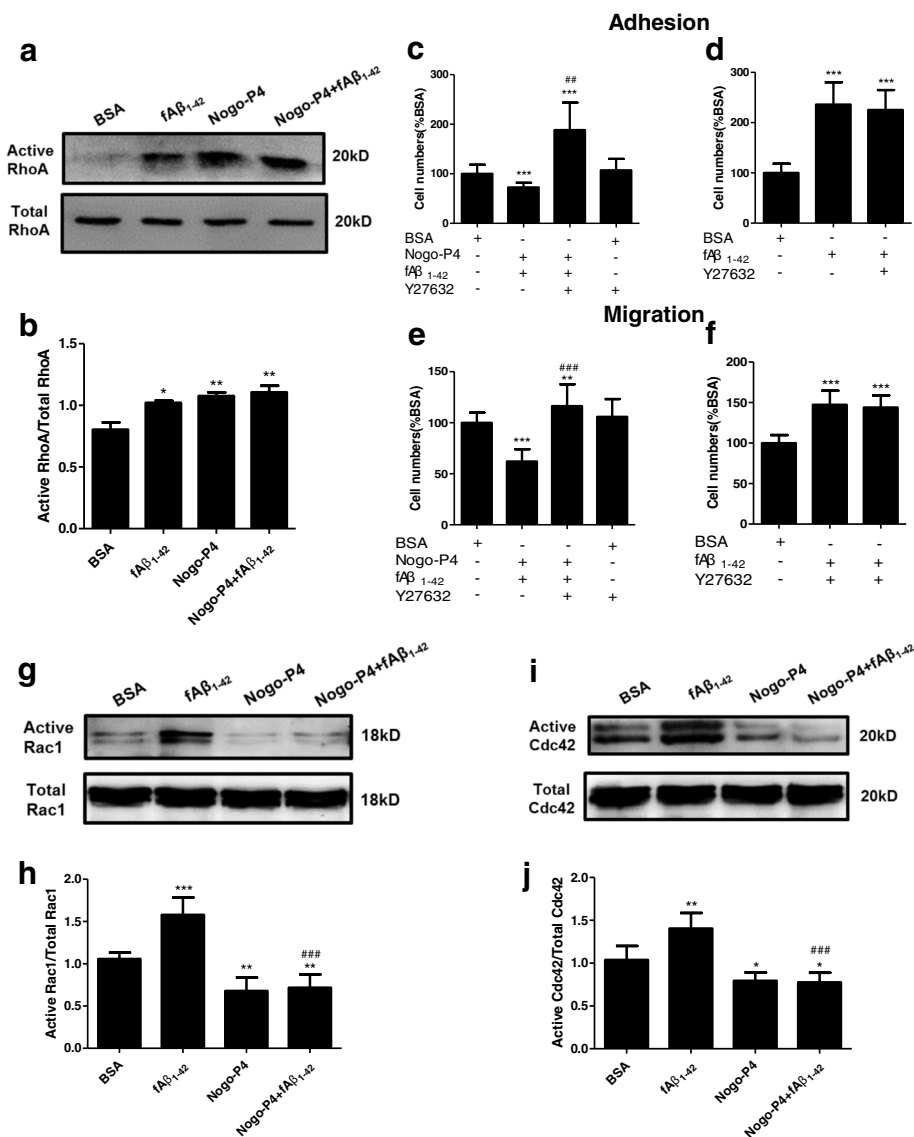 Adhesion
a
BSA
fAβ1-42
Nogo-P4
Nogo-P4+fAβ1-42
Active RhoA
20kD
Total RhoA
20kD
b
Active RhoA/Total RhoA
1.5
1.0
0.5
0.0
*
**
**
BSA
fAβ1-42
Nogo-P4
Nogo-P4+fAβ1-42
c
Cell numbers(%BSA)
300
200
100
0
***
##
***
BSA + - - -
Nogo-P4 - + + -
fAβ 1-42 - + + -
Y27632 - - + +
d
Cell numbers(%BSA)
300
200
100
0
***
***
BSA + - -
fAβ 1-42 - + +
Y27632 - - +
Migration
e
Cell numbers(%BSA)
150
100
50
0
***
###
**
BSA + - - -
Nogo-P4 - + + -
fAβ 1-42 - + + -
Y27632 - - + +
f
Cell numbers(%BSA)
200
150
100
50
0
***
***
BSA + - -
fAβ 1-42 - + +
Y27632 - + +
g
BSA
fAβ1-42
Nogo-P4
Nogo-P4+fAβ1-42
Active Rac1
18kD
Total Rac1
18kD
h
Active Rac1/Total Rac1
2.0
1.5
1.0
0.5
0.0
***
**
###
**
BSA
fAβ1-42
Nogo-P4
Nogo-P4+fAβ1-42
i
BSA
fAβ1-42
Nogo-P4
Nogo-P4+fAβ1-42
Active Cdc42
20kD
Total Cdc42
20kD
j
Active Cdc42/Total Cdc42
2.0
1.5
1.0
0.5
0.0
**
*
###
*
BSA
fAβ1-42
Nogo-P4
Nogo-P4+fAβ1-42